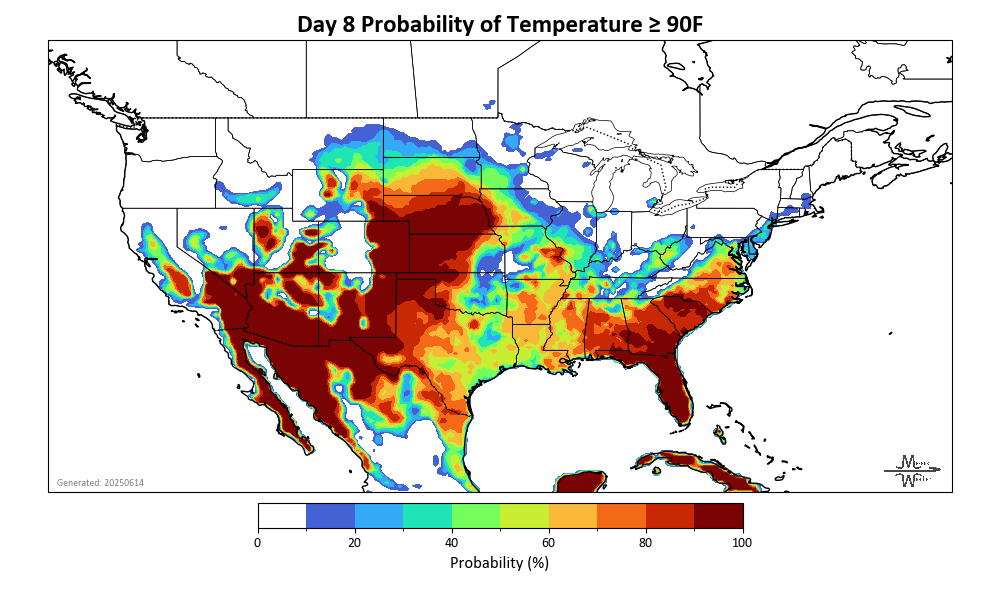 Day 8 Probability of Temperature ≥ 90F
Generated: 20250614
0 20 40 60 80 100
Probability (%)